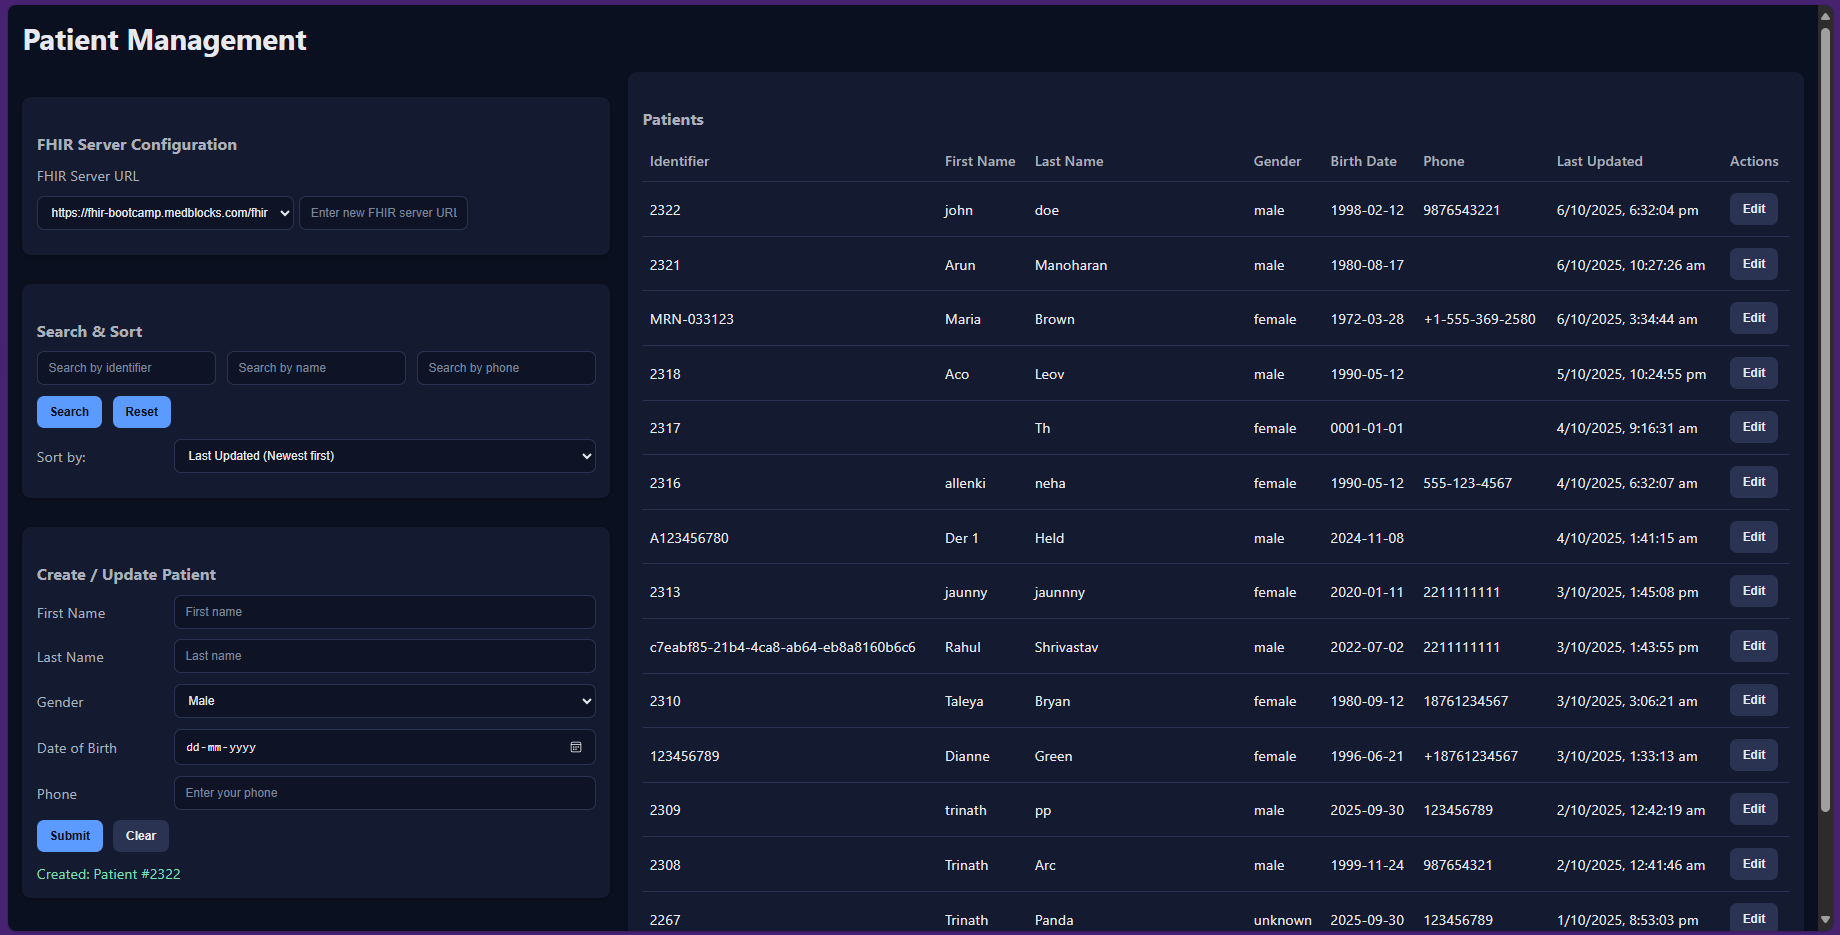 Patient Management
FHIR Server Configuration
FHIR Server URL
https://fhir-bootcamp.medblocks.com/fhir Enter new FHIR server URL
Search & Sort
Search by identifier Search by name Search by phone
Search Reset
Sort by: Last Updated (Newest first)
Create / Update Patient
First Name First name
Last Name Last name
Gender Male
Date of Birth dd-mm-yyyy
Phone Enter your phone
Submit Clear
Created: Patient #2322
Patients
Identifier First Name Last Name Gender Birth Date Phone Last Updated Actions
2322 john doe male 1998-02-12 9876543221 6/10/2025, 6:32:04 pm Edit
2321 Arun Manoharan male 1980-08-17 6/10/2025, 10:27:26 am Edit
MRN-033123 Maria Brown female 1972-03-28 +1-555-369-2580 6/10/2025, 3:34:44 am Edit
2318 Aco Leov male 1990-05-12 5/10/2025, 10:24:55 pm Edit
2317 Th female 0001-01-01 4/10/2025, 9:16:31 am Edit
2316 allenki neha female 1990-05-12 555-123-4567 4/10/2025, 6:32:07 am Edit
A123456780 Der 1 Held male 2024-11-08 4/10/2025, 1:41:15 am Edit
2313 jaunny jaunnny female 2020-01-11 2211111111 3/10/2025, 1:45:08 pm Edit
c7eabf85-21b4-4ca8-ab64-eb8a8160b6c6 Rahul Shrivastav male 2022-07-02 2211111111 3/10/2025, 1:43:55 pm Edit
2310 Taleya Bryan female 1980-09-12 18761234567 3/10/2025, 3:06:21 am Edit
123456789 Dianne Green female 1996-06-21 +18761234567 3/10/2025, 1:33:13 am Edit
2309 trinath pp male 2025-09-30 123456789 2/10/2025, 12:42:19 am Edit
2308 Trinath Arc male 1999-11-24 987654321 2/10/2025, 12:41:46 am Edit
2267 Trinath Panda unknown 2025-09-30 123456789 1/10/2025, 8:53:03 pm Edit